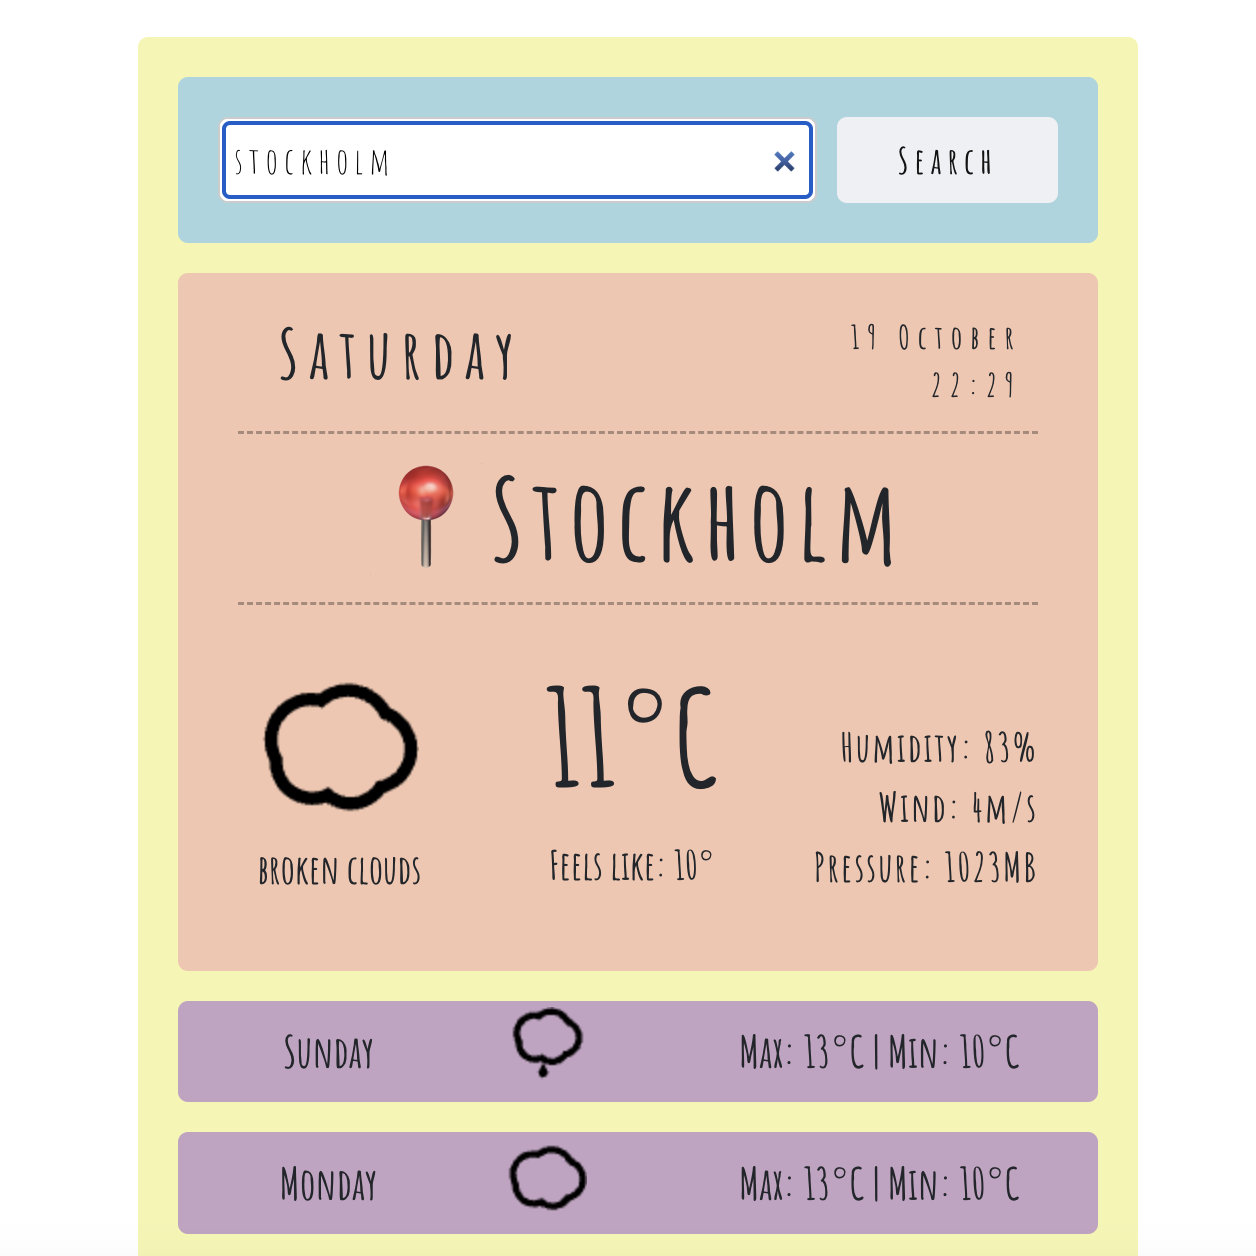 STOCKHOLM
SEARCH
SATURDAY
19 OCTOBER
22:29
STOCKHOLM
11°C
HUMIDITY: 83%
WIND: 4M/S
PRESSURE: 1023MB
BROKEN CLOUDS
FEELS LIKE: 10°
SUNDAY
MAX: 13°C | MIN: 10°C
MONDAY
MAX: 13°C | MIN: 10°C